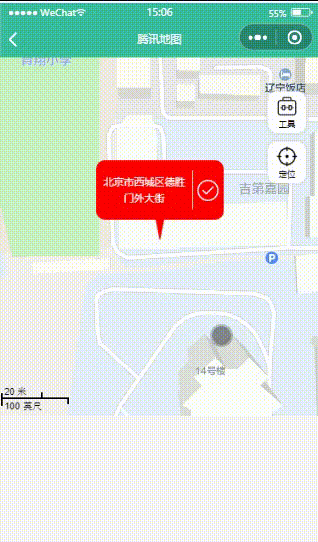 WeChat
15:06
55%
腾讯地图
育翔小学
辽宁饭店
工具
北京市西城区德胜
门外大街
定位
吉第嘉园
P
14号楼
20 米
100 英尺